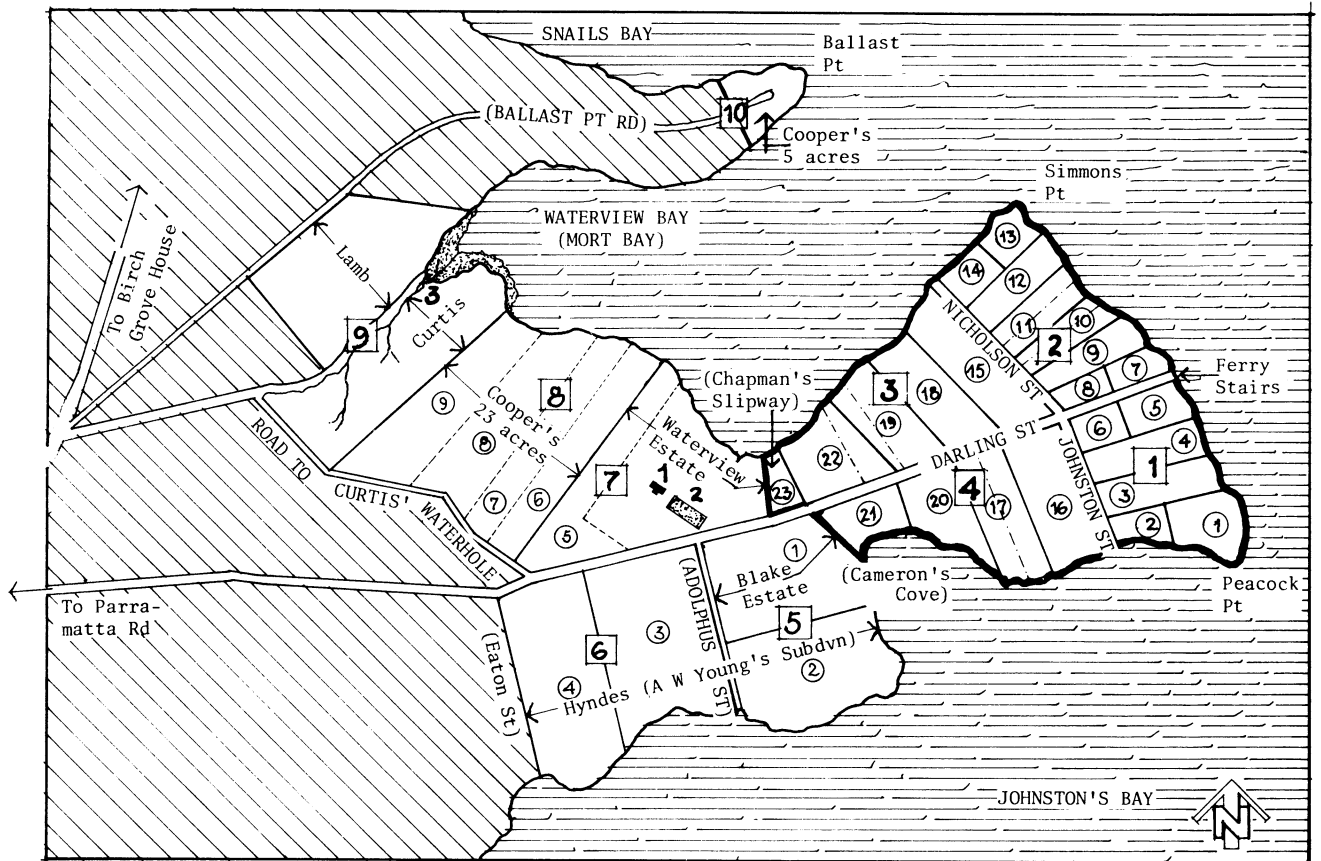 SNAILS BAY
Ballast
Pt
(BALLAST PT RD)
10
Cooper's
5 acres
Simmons
Pt
WATERVIEW BAY
(MORT BAY)
To Birch
Grove House
Lamb
3
Curtis
9
13
14
12
11
10
2
9
7
8
NICHOLSON ST
15
Ferry
Stairs
(Chapman's
Slipway)
3
18
19
8
9
Cooper's
23 acres
8
7
6
Waterview
Estate
7
1
2
5
22
23
DARLING ST
6
5
4
1
3
2
1
JOHNSTON ST
16
17
4
20
21
ROAD TO
CURTIS' WATERHOLE
To Parra-
matta Rd
(Cameron's
Cove)
Peacock
Pt
1
Blake
Estate
5
2
(ADOLPHUS ST)
3
6
4
Hyndes (A W Young's Subdvn)
(Eaton St)
JOHNSTON'S BAY
N